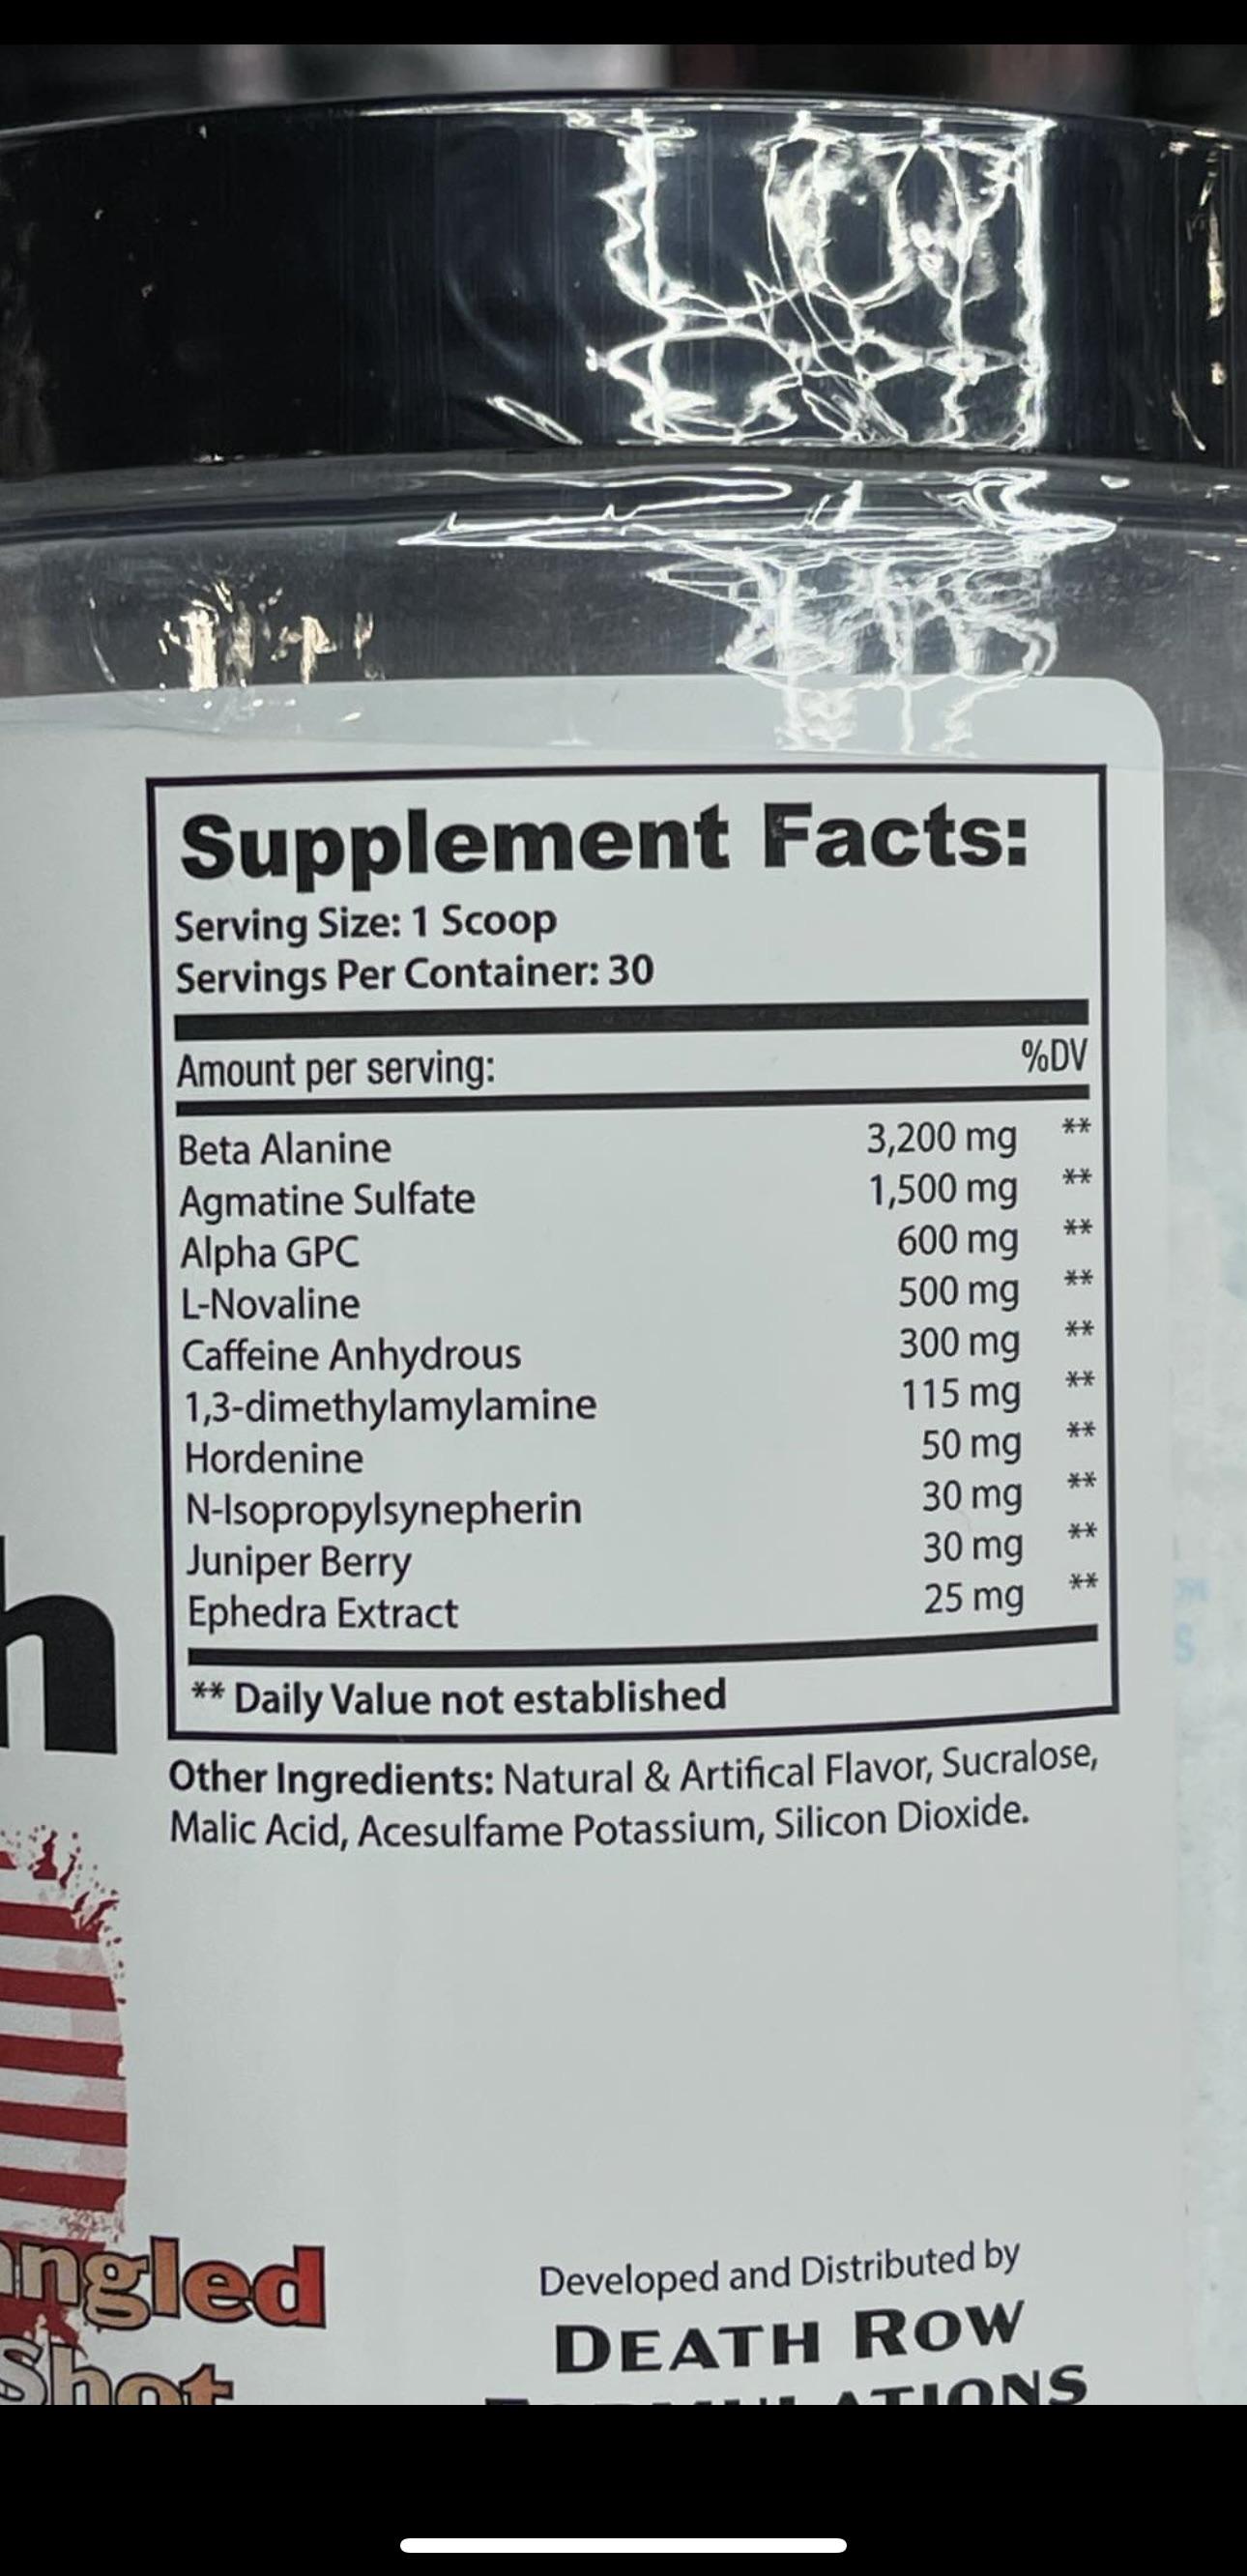 Supplement Facts:
Serving Size: 1 Scoop
Servings Per Container: 30
Amount per serving: %DV
Beta Alanine 3,200 mg **
Agmatine Sulfate 1,500 mg **
Alpha GPC 600 mg **
L-Novaline 500 mg **
Caffeine Anhydrous 300 mg **
1,3-dimethylamylamine 115 mg **
Hordenine 50 mg **
N-Isopropylsynepherin 30 mg **
Juniper Berry 30 mg **
Ephedra Extract 25 mg **
** Daily Value not established
Other Ingredients: Natural & Artifical Flavor, Sucralose,
Malic Acid, Acesulfame Potassium, Silicon Dioxide.
h
ngled
Shot
Developed and Distributed by
DEATH ROW